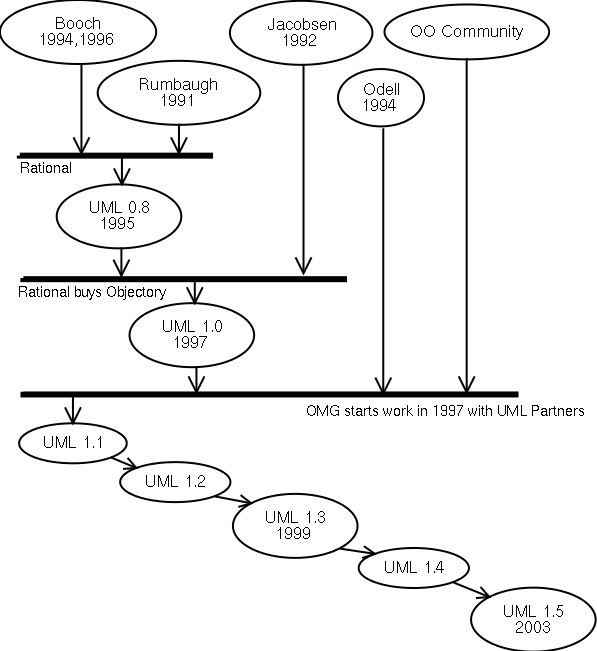 Booch
1994,1996
Jacobsen
1992
OO Community
Rumbaugh
1991
Odell
1994
Rational
UML 0.8
1995
Rational buys Objectory
UML 1.0
1997
OMG starts work in 1997 with UML Partners
UML 1.1
UML 1.2
UML 1.3
1999
UML 1.4
UML 1.5
2003